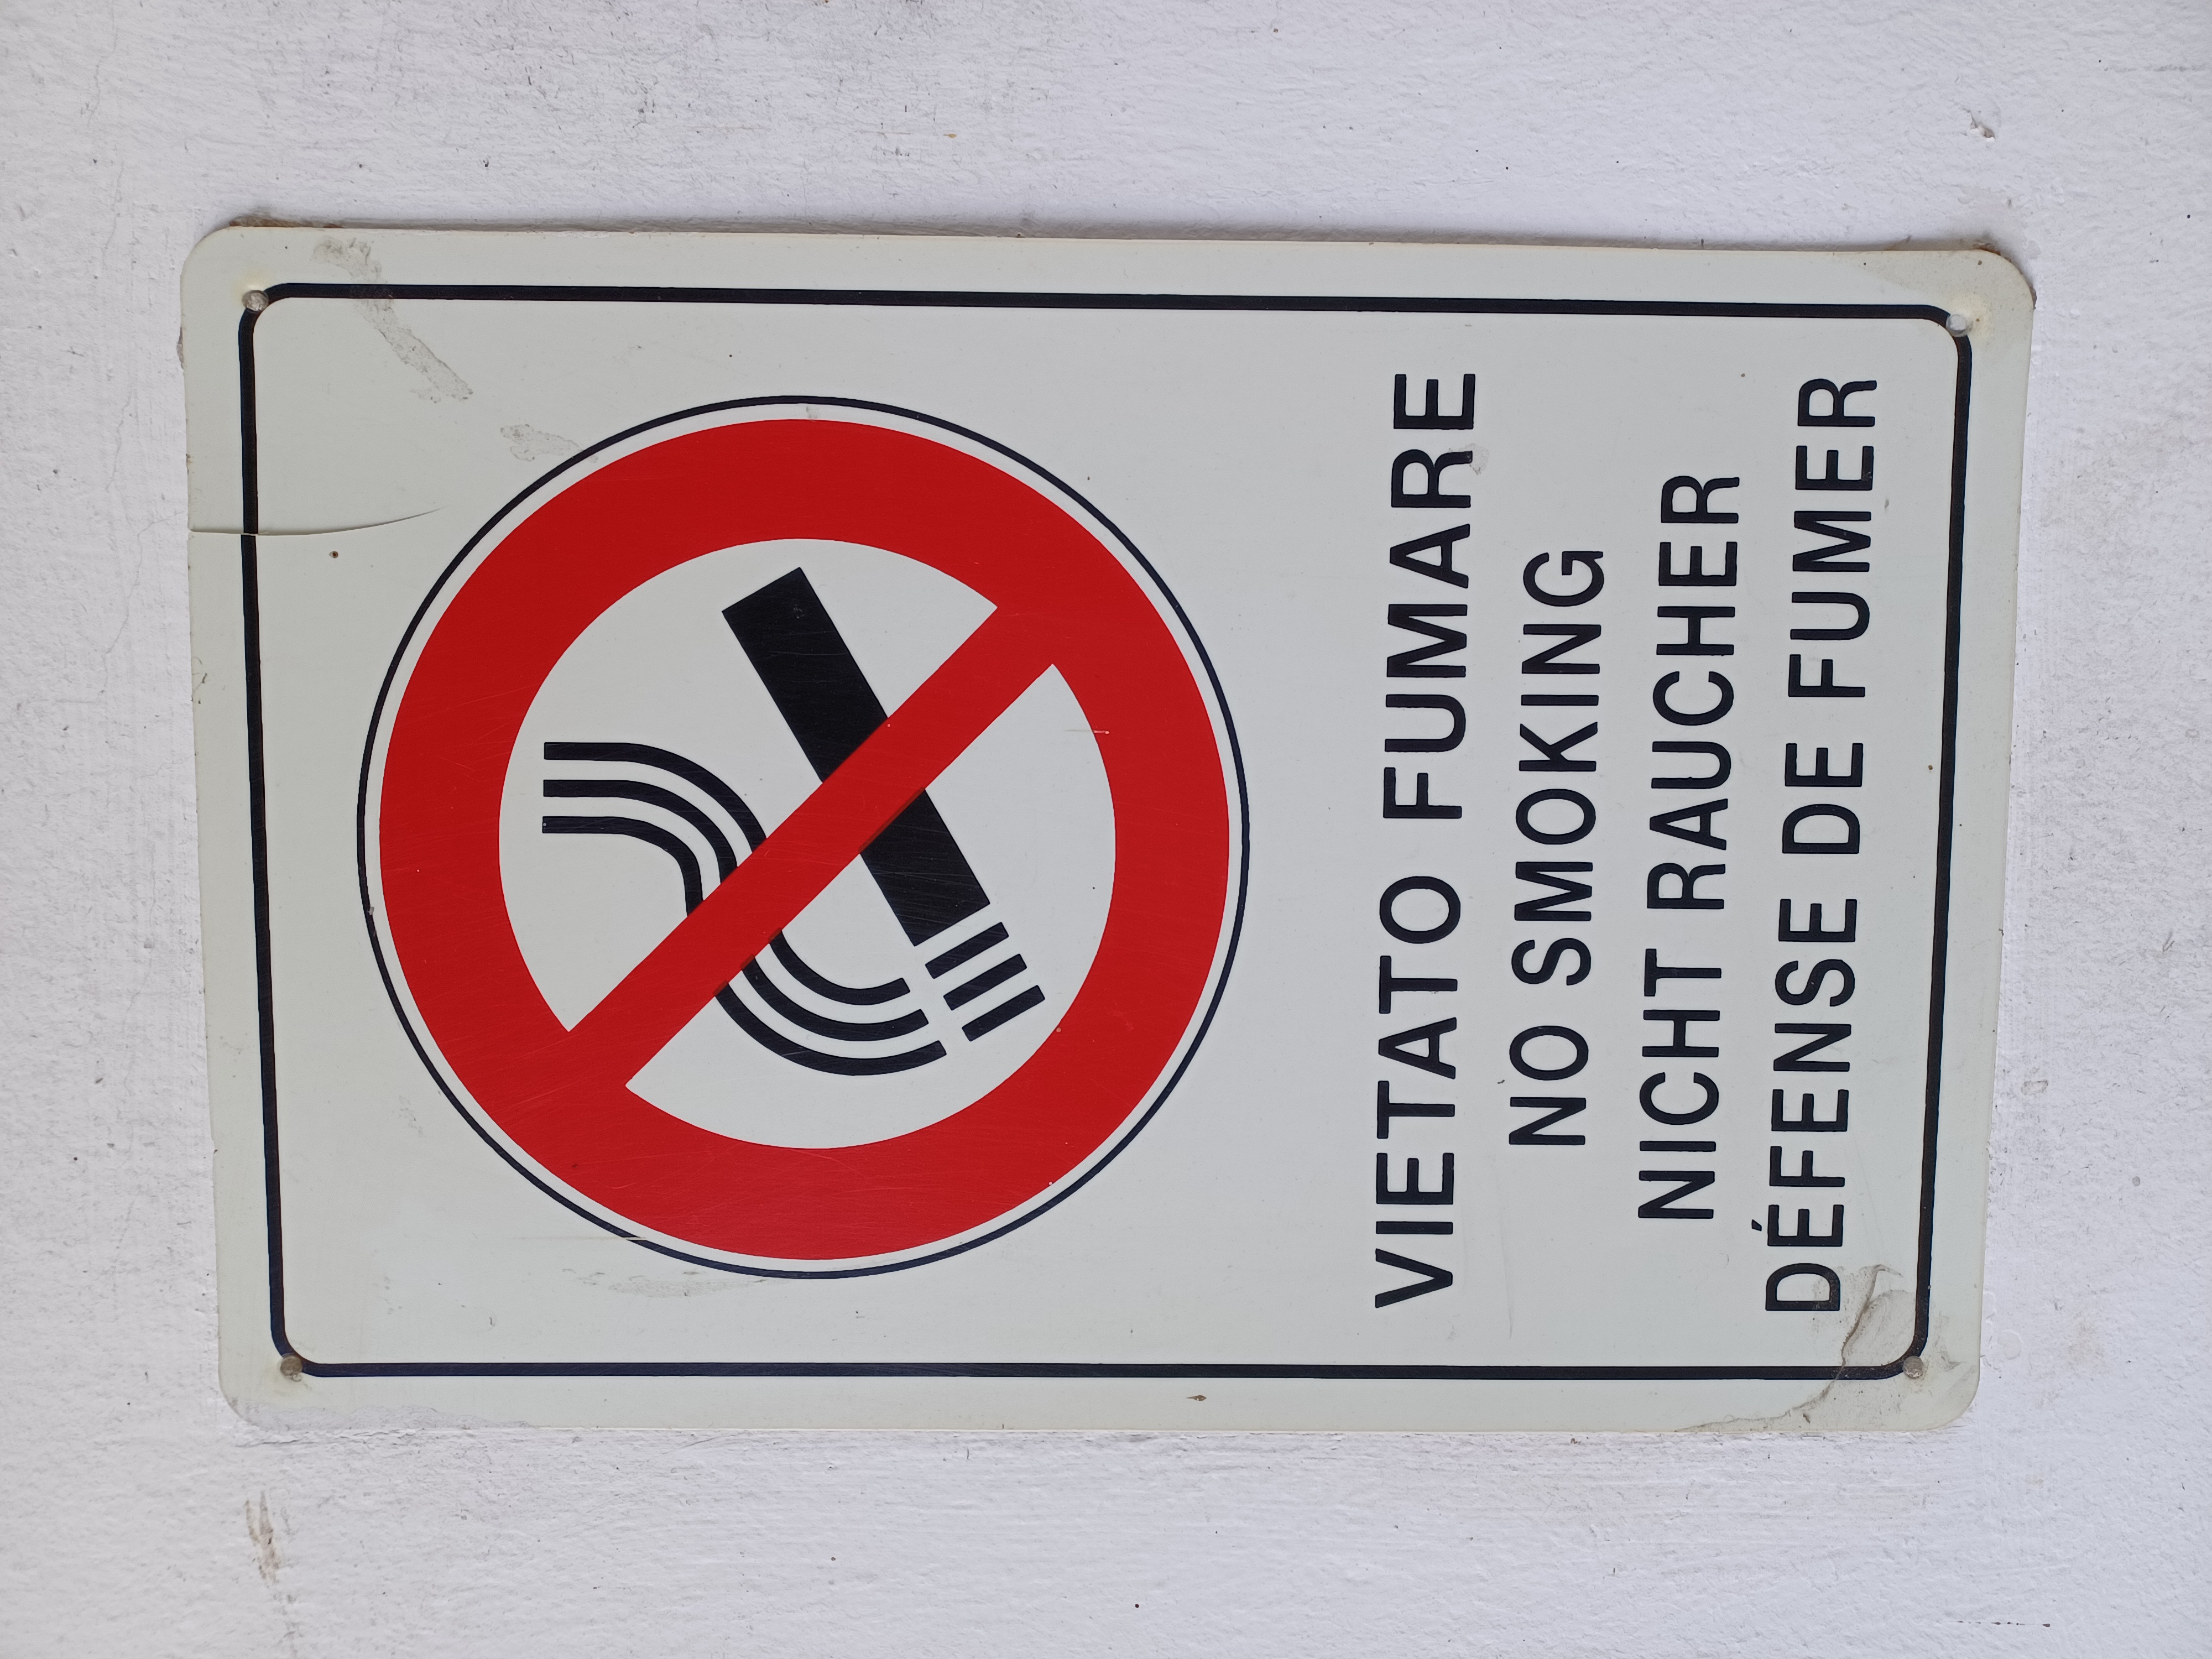 VIETATO FUMARE
NO SMOKING
NICHT RAUCHER
DÉFENSE DE FUMER